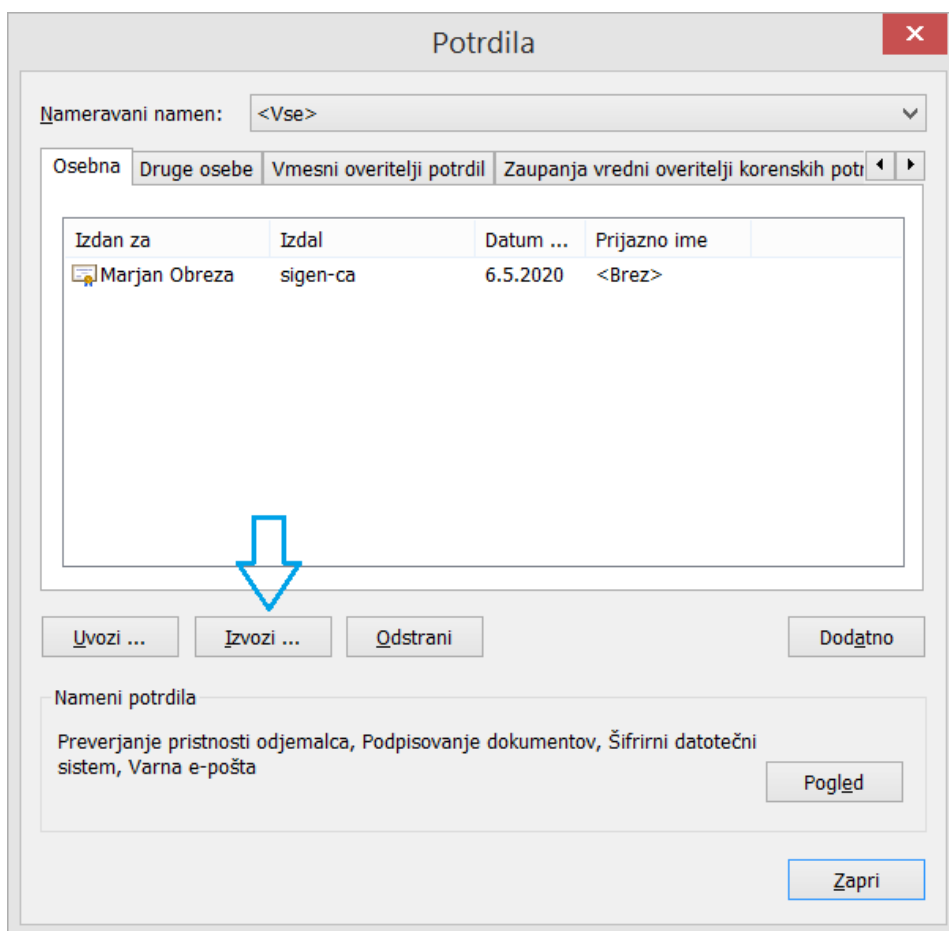 Potrdila
Nameravani namen: <Vse>
Osebna Druge osebe Vmesni overitelji potrdil Zaupanja vredni overitelji korenskih potr
Izdan za Izdal Datum ... Prijazno ime
Marjan Obreza sigen-ca 6.5.2020 <Brez>
Uvozi ... Izvozi ... Odstrani Dodatno
Nameni potrdila
Preverjanje pristnosti odjemalca, Podpisovanje dokumentov, Šifrirni datotečni
sistem, Varna e-pošta
Pogled
Zapri